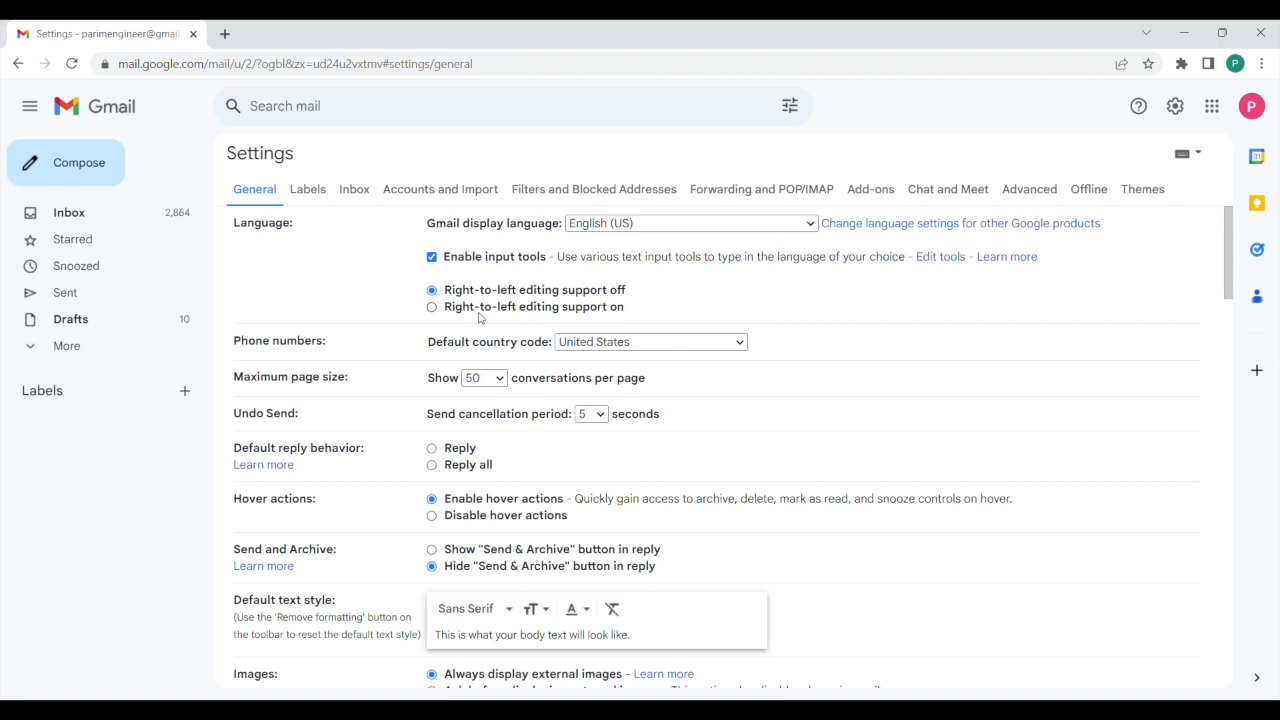 Settings - parimengineer@gmail
mail.google.com/mail/u/2/?ogbl&zx=ud24u2vxtmv#settings/general
P
Gmail
Search mail
P
Compose
Settings
31
General Labels Inbox Accounts and Import Filters and Blocked Addresses Forwarding and POP/IMAP Add-ons Chat and Meet Advanced Offline Themes
Inbox 2,864
Starred
Snoozed
Sent
Drafts 10
More
Labels
Language: Gmail display language: English (US) Change language settings for other Google products
Enable input tools - Use various text input tools to type in the language of your choice - Edit tools - Learn more
Right-to-left editing support off
Right-to-left editing support on
Phone numbers: Default country code: United States
Maximum page size: Show 50 conversations per page
Undo Send: Send cancellation period: 5 seconds
Default reply behavior: Reply
Learn more Reply all
Hover actions: Enable hover actions - Quickly gain access to archive, delete, mark as read, and snooze controls on hover.
Disable hover actions
Send and Archive: Show "Send & Archive" button in reply
Learn more Hide "Send & Archive" button in reply
Default text style: Sans Serif
(Use the 'Remove formatting' button on
the toolbar to reset the default text style) This is what your body text will look like.
Images: Always display external images - Learn more